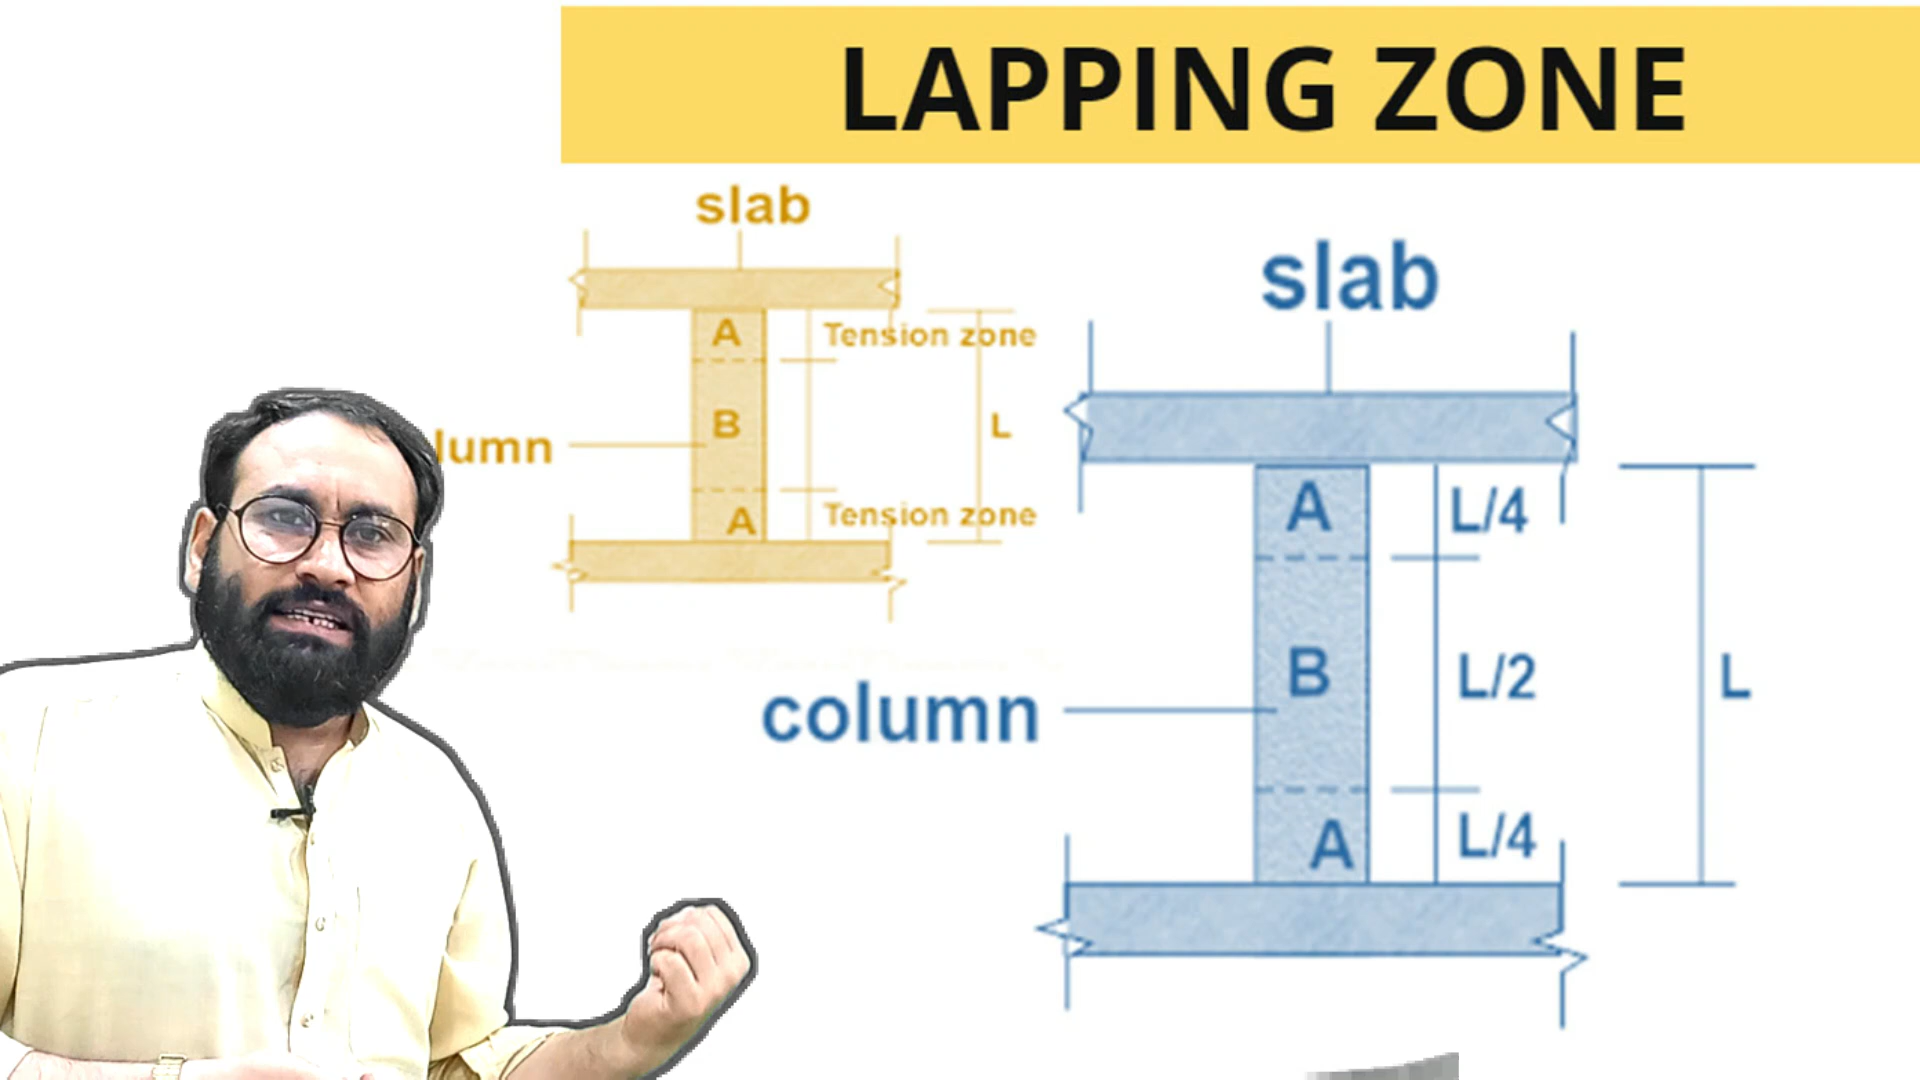 LAPPING ZONE
slab
A
Tension zone
B
L
lumn
A
Tension zone
slab
A
L/4
B
L/2
L
column
A
L/4